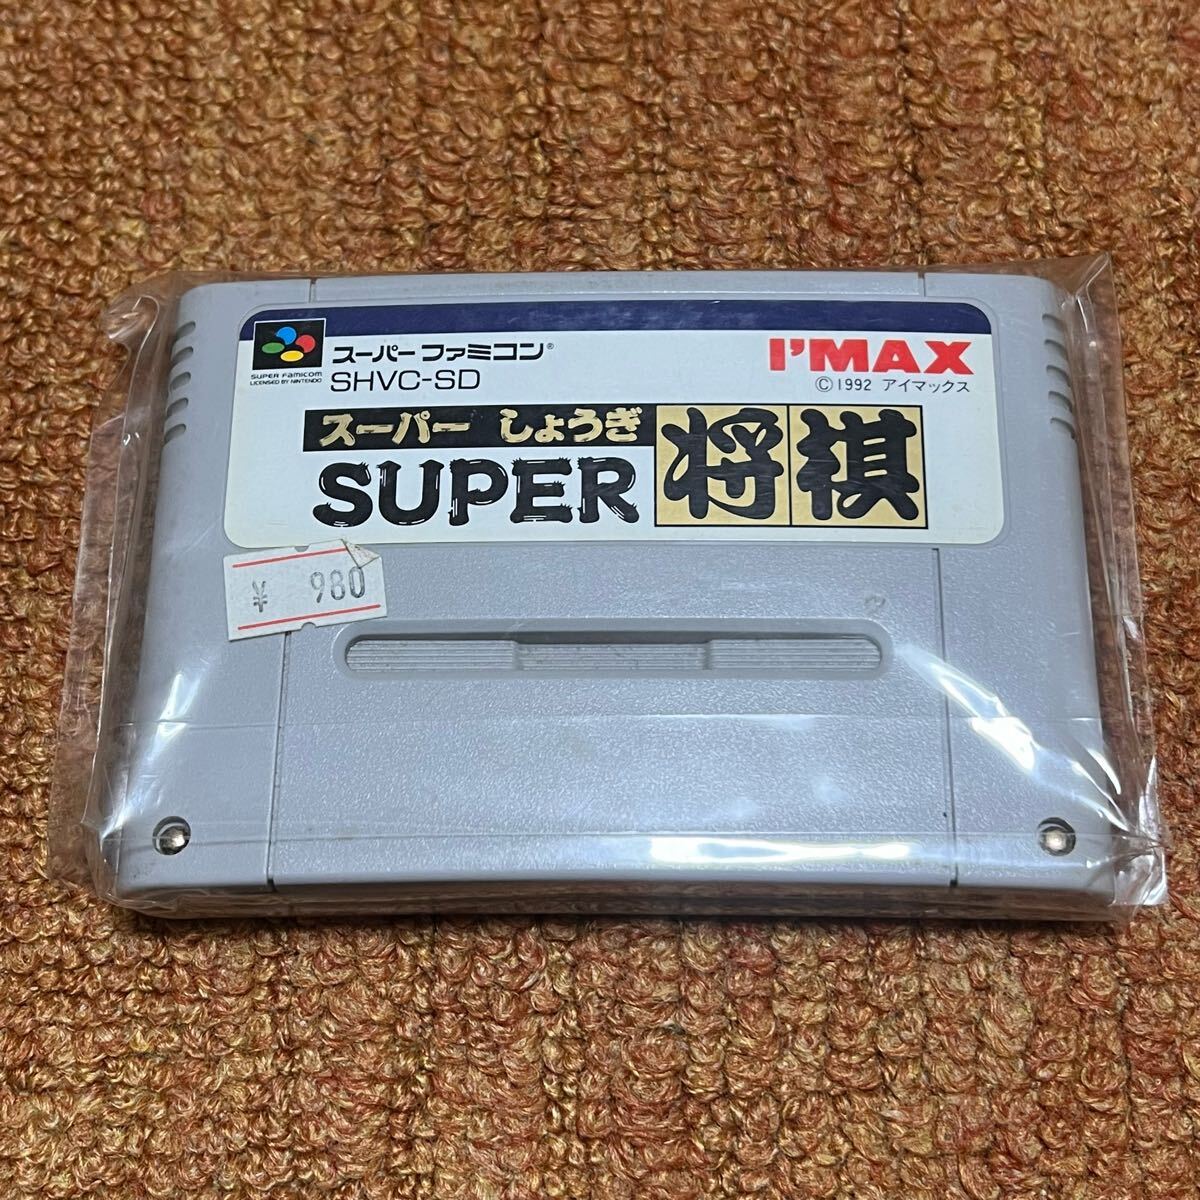 スーパーファミコン®
SHVC-SD
SUPER FAMICOM
LICENSED BY NINTENDO
I'MAX
©1992 アイマックス
スーパー しょうぎ
SUPER 将棋
¥ 980